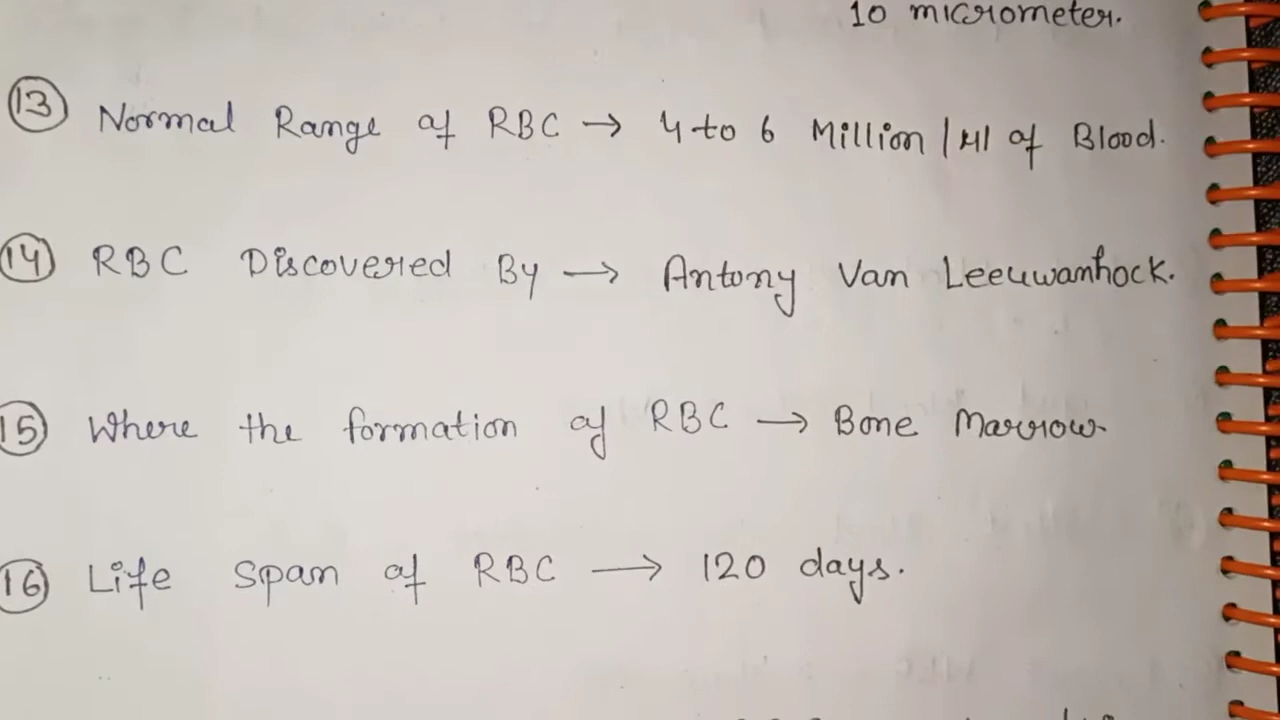 10 micrometer.
13 Normal Range of RBC → 4 to 6 Million / μl of Blood.
14 RBC Discovered By → Antony Van Leeuwanhock.
15 Where the formation of RBC → Bone Marrow
16 Life Span of RBC → 120 days.